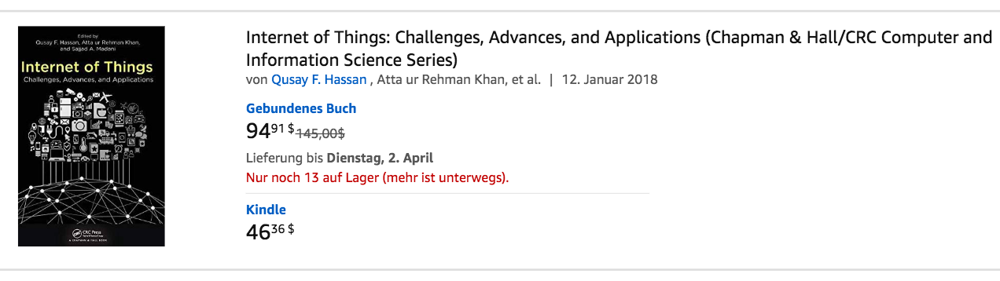 Edited by
Qusay F. Hassan, Atta ur Rehman Khan,
and Sajjad A. Madani
Internet of Things
Challenges, Advances, and Applications
CRC Press
A CHAPMAN & HALL BOOK
Internet of Things: Challenges, Advances, and Applications (Chapman & Hall/CRC Computer and
Information Science Series)
von Qusay F. Hassan , Atta ur Rehman Khan, et al. | 12. Januar 2018
Gebundenes Buch
9491 $ 145,00$
Lieferung bis Dienstag, 2. April
Nur noch 13 auf Lager (mehr ist unterwegs).
Kindle
4636 $